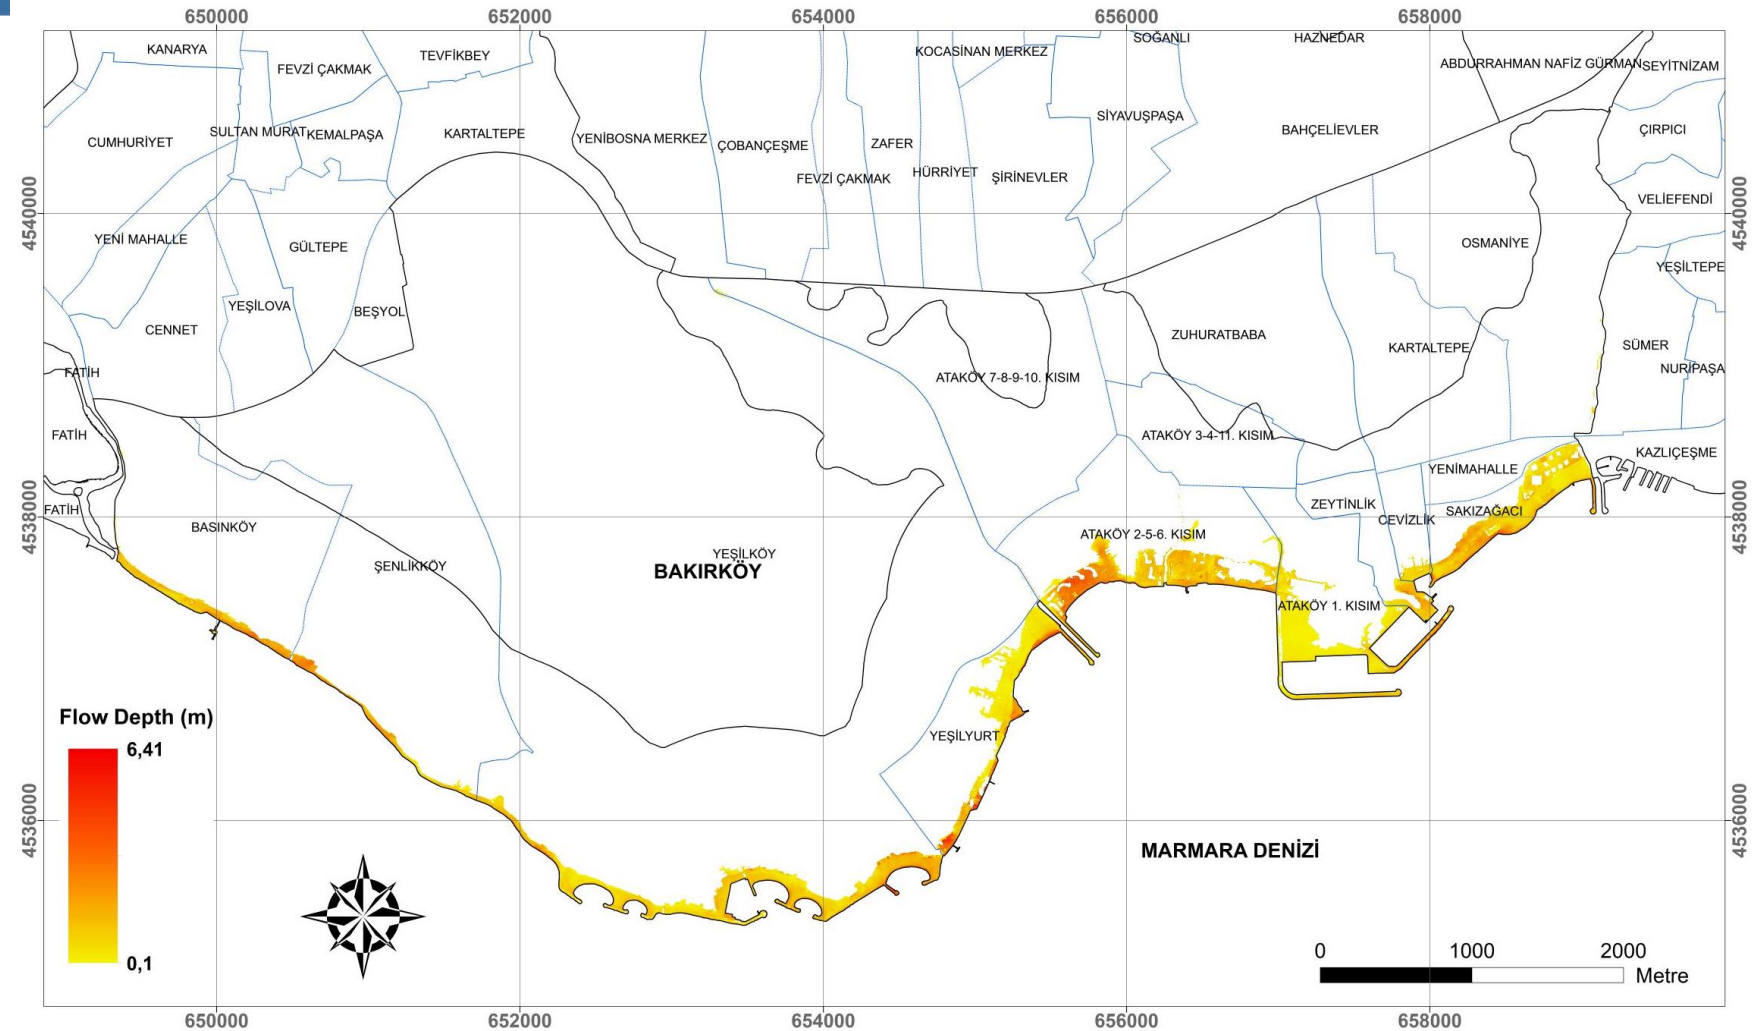 650000 652000 654000 656000 658000
KANARYA
TEVFİKBEY
KOCASİNAN MERKEZ
SOĞANLI
HAZNEDAR
FEVZİ ÇAKMAK
ABDURRAHMAN NAFİZ GÜRMAN
SEYİTNİZAM
CUMHURİYET
SULTAN MURAT
KEMALPAŞA
KARTALTEPE
YENİBOSNA MERKEZ
ÇOBANÇEŞME
ZAFER
SİYAVUŞPAŞA
BAHÇELİEVLER
ÇIRPICI
FEVZİ ÇAKMAK
HÜRRİYET
ŞİRİNEVLER
4540000
4540000
VELİEFENDİ
YENİ MAHALLE
GÜLTEPE
OSMANİYE
YEŞİLTEPE
YEŞİLOVA
BEŞYOL
CENNET
ZUHURATBABA
KARTALTEPE
SÜMER
NURİPAŞA
FATİH
ATAKÖY 7-8-9-10. KISIM
FATİH
ATAKÖY 3-4-11. KISIM
KAZLIÇEŞME
YENİMAHALLE
4538000
4538000
FATİH
BASINKÖY
ZEYTİNLİK
CEVİZLİK
SAKIZAĞACI
ATAKÖY 2-5-6. KISIM
ŞENLİKKÖY
YEŞİLKÖY
BAKIRKÖY
ATAKÖY 1. KISIM
YEŞİLYURT
Flow Depth (m)
6,41
0,1
4536000
4536000
MARMARA DENİZİ
0 1000 2000
Metre
650000 652000 654000 656000 658000